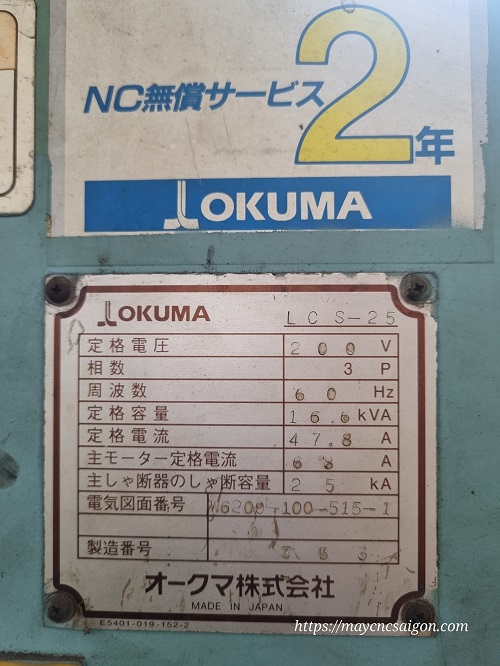 NC無償サービス2年
OKUMA
OKUMA LCS-25
定格電圧 200 V
相数 3 P
周波数 60 Hz
定格容量 16.6 kVA
定格電流 47.8 A
主モーター定格電流 68 A
主しゃ断器のしゃ断容量 25 kA
電気図面番号 M6200-100-515-1
製造番号
オークマ株式会社
MADE IN JAPAN
E5401-019-152-2
https://maycncsaigon.com